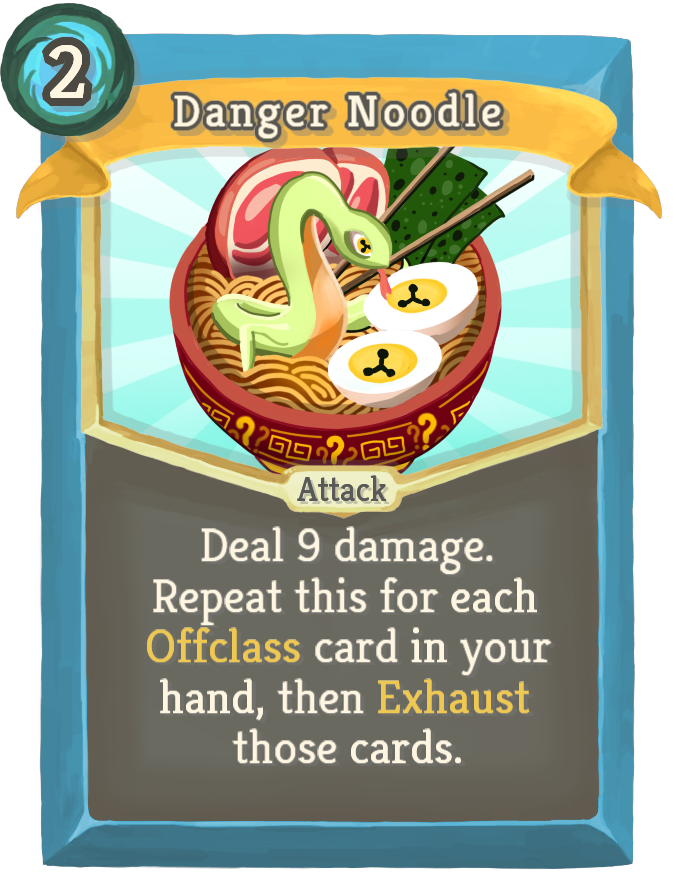 2
Danger Noodle
? ? ?
Attack
Deal 9 damage.
Repeat this for each
Offclass card in your
hand, then Exhaust
those cards.